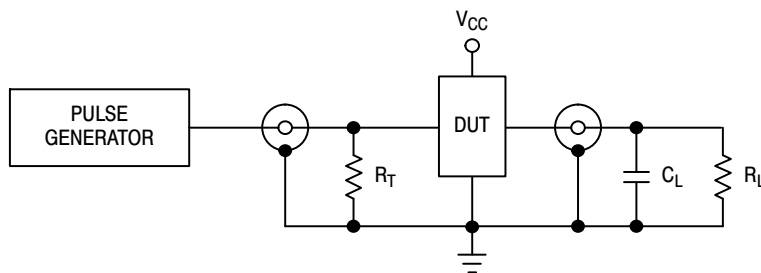 VCC
PULSE
GENERATOR
DUT
RT
CL
RL